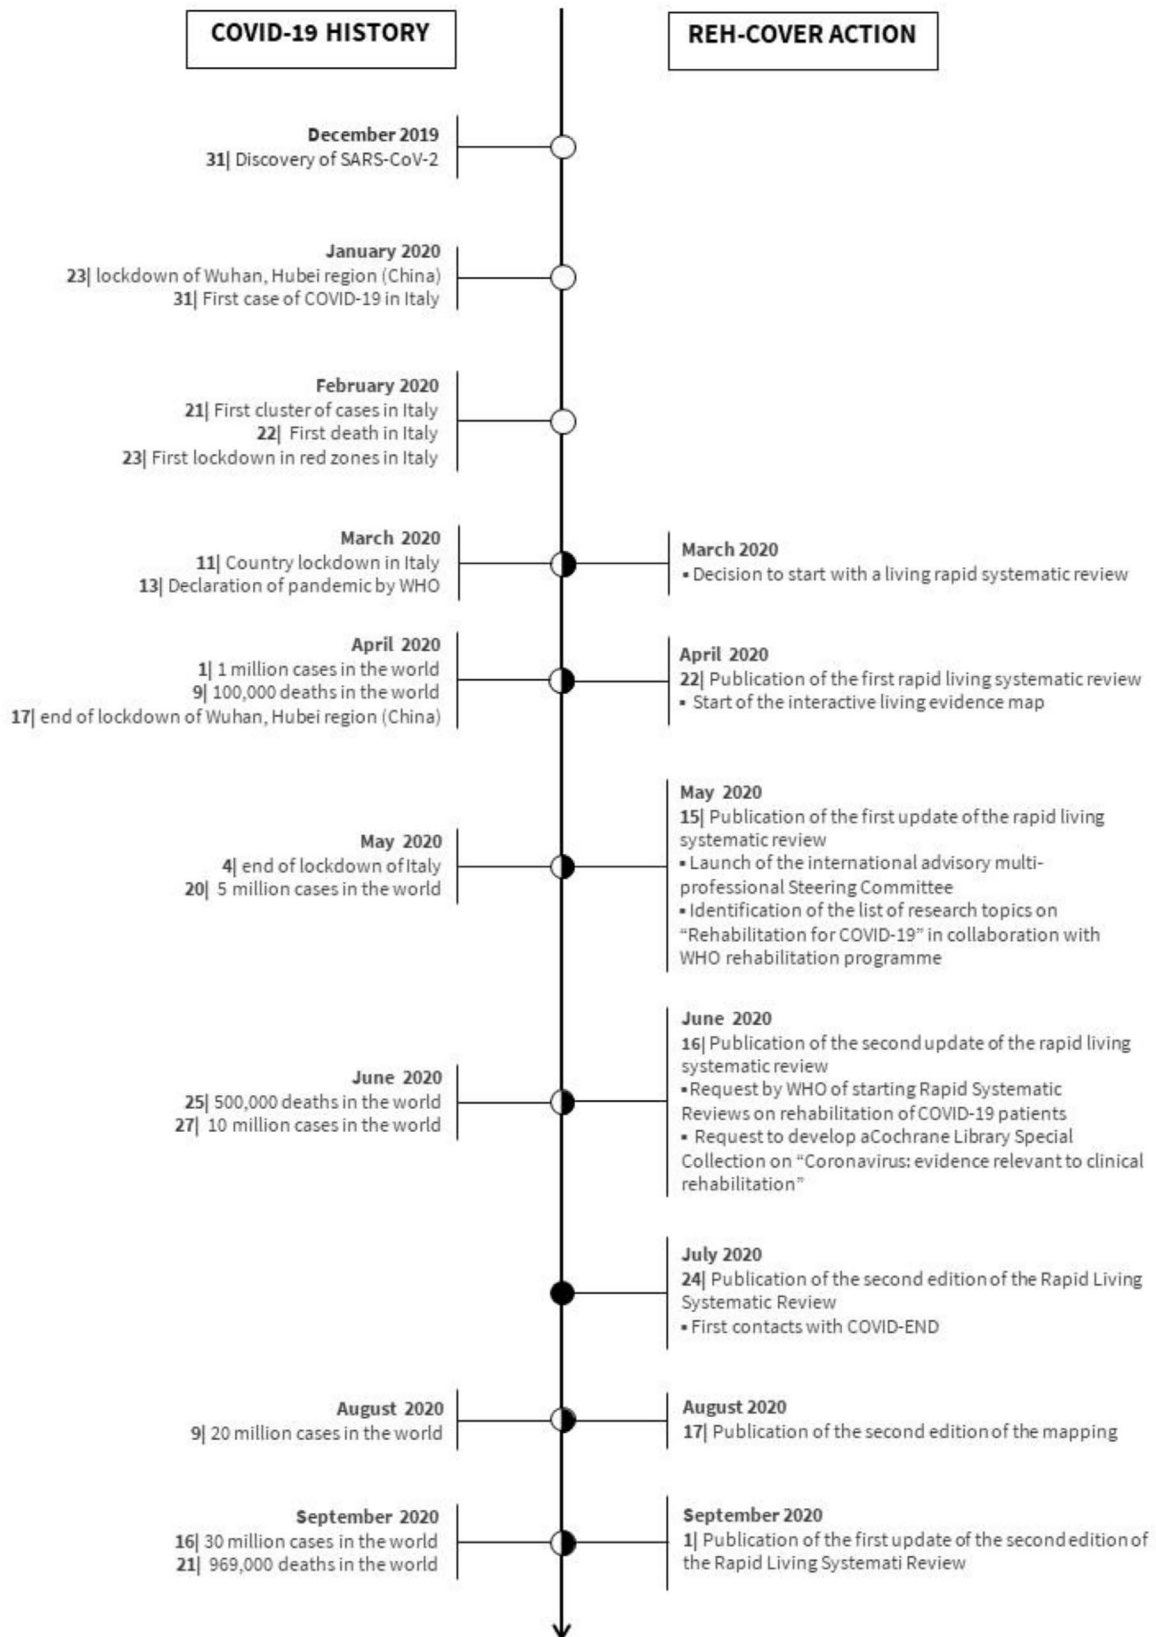 COVID-19 HISTORY
REH-COVER ACTION
December 2019
31| Discovery of SARS-CoV-2
January 2020
23| lockdown of Wuhan, Hubei region (China)
31| First case of COVID-19 in Italy
February 2020
21| First cluster of cases in Italy
22| First death in Italy
23| First lockdown in red zones in Italy
March 2020
11| Country lockdown in Italy
13| Declaration of pandemic by WHO
March 2020
▪ Decision to start with a living rapid systematic review
April 2020
1| 1 million cases in the world
9| 100,000 deaths in the world
17| end of lockdown of Wuhan, Hubei region (China)
April 2020
22| Publication of the first rapid living systematic review
▪ Start of the interactive living evidence map
May 2020
4| end of lockdown of Italy
20| 5 million cases in the world
May 2020
15| Publication of the first update of the rapid living
systematic review
▪ Launch of the international advisory multi-
professional Steering Committee
▪ Identification of the list of research topics on
“Rehabilitation for COVID-19” in collaboration with
WHO rehabilitation programme
June 2020
25| 500,000 deaths in the world
27| 10 million cases in the world
June 2020
16| Publication of the second update of the rapid living
systematic review
▪Request by WHO of starting Rapid Systematic
Reviews on rehabilitation of COVID-19 patients
▪ Request to develop aCochrane Library Special
Collection on “Coronavirus: evidence relevant to clinical
rehabilitation”
July 2020
24| Publication of the second edition of the Rapid Living
Systematic Review
▪ First contacts with COVID-END
August 2020
9| 20 million cases in the world
August 2020
17| Publication of the second edition of the mapping
September 2020
16| 30 million cases in the world
21| 969,000 deaths in the world
September 2020
1| Publication of the first update of the second edition of
the Rapid Living Systemati Review